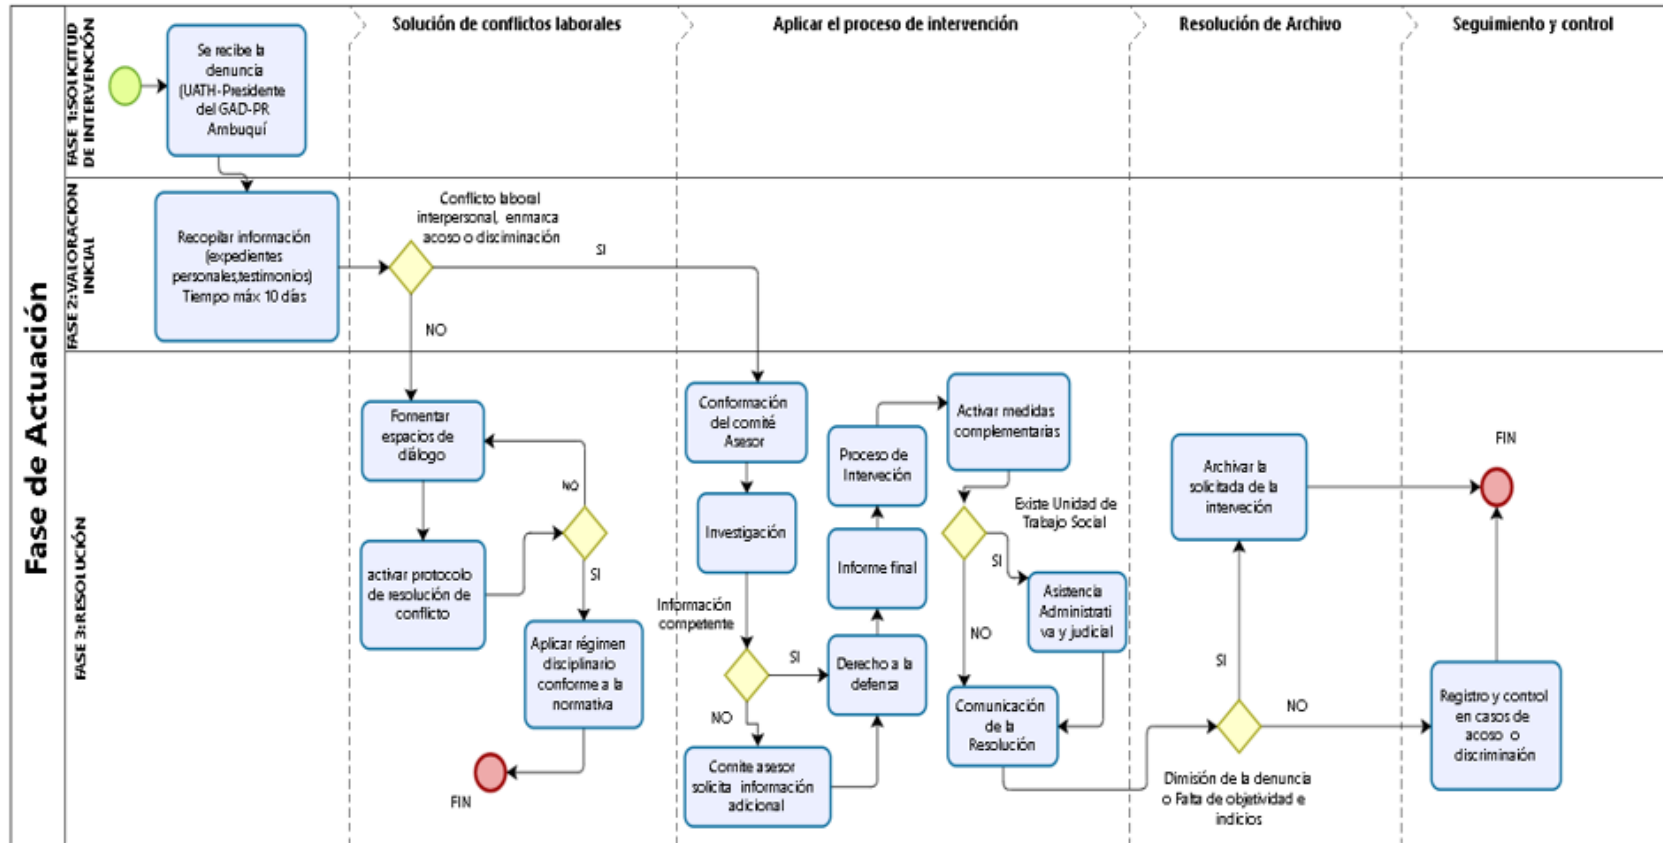 Fase de Actuación
Solución de conflictos laborales
Aplicar el proceso de intervención
Resolución de Archivo
Seguimiento y control
FASE 1:SOLICITUD
DE INTERVENCIÓN
Se recibe la
denuncia
(UATH-Presidente
del GAD-PR
Ambuquí
FASE 2:VALORACION
INICIAL
Recopilar información
(expedientes
personales,testimonios)
Tiempo máx 10 días
Conflicto laboral
interpersonal, enmarca
acoso o discriminación
SI
NO
FASE 3:RESOLUCIÓN
Fomentar
espacios de
diálogo
activar protocolo
de resolución de
conflicto
NO
SI
Aplicar régimen
disciplinario
conforme a la
normativa
FIN
Conformación
del comité
Asesor
Investigación
Información
competente
SI
NO
Comite asesor
solicita información
adicional
Derecho a la
defensa
Informe final
Proceso de
Interveción
Activar medidas
complementarias
Existe Unidad de
Trabajo Social
SI
NO
Asistencia
Administrati
va y judicial
Comunicación
de la
Resolución
Archivar la
solicitada de la
interveción
SI
NO
Dimisión de la denuncia
o Falta de objetividad e
indicios
Registro y control
en casos de
acoso o
discriminaión
FIN